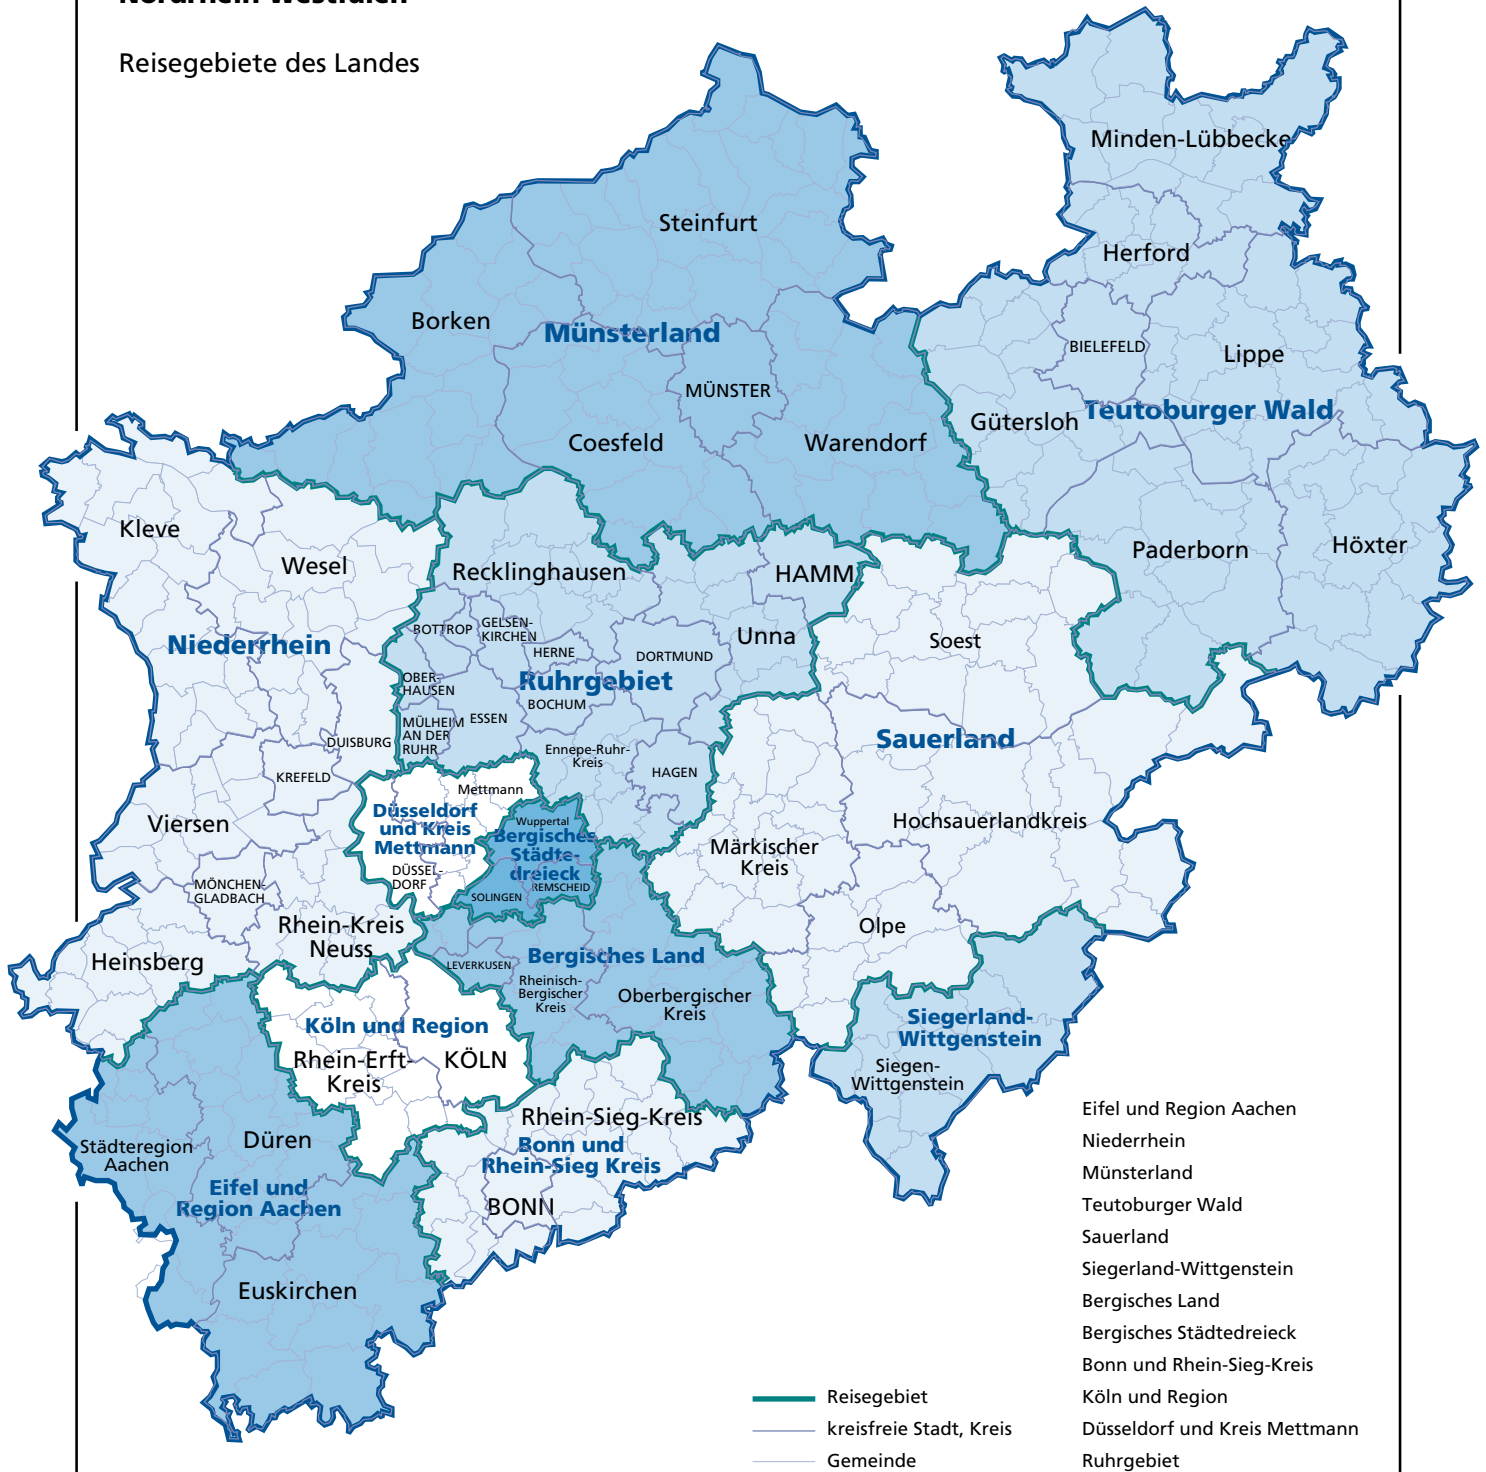 Nordrhein-Westfalen
Reisegebiete des Landes
Minden-Lübbecke
Steinfurt
Herford
Borken
Münsterland
BIELEFELD
Lippe
MÜNSTER
Gütersloh
Teutoburger Wald
Coesfeld
Warendorf
Kleve
Wesel
Recklinghausen
HAMM
Paderborn
Höxter
Niederrhein
BOTTROP
GELSEN-
KIRCHEN
HERNE
DORTMUND
Unna
Soest
OBER-
HAUSEN
Ruhrgebiet
BOCHUM
MÜLHEIM
AN DER
RUHR
ESSEN
DUISBURG
Sauerland
Ennepe-Ruhr-
Kreis
HAGEN
KREFELD
Mettmann
Düsseldorf
und Kreis
Mettmann
Wuppertal
Bergisches
Städte-
dreieck
Viersen
Hochsauerlandkreis
Märkischer
Kreis
DÜSSEL-
DORF
REMSCHEID
SOLINGEN
MÖNCHEN-
GLADBACH
Rhein-Kreis
Neuss
Olpe
Heinsberg
LEVERKUSEN
Bergisches Land
Rheinisch-
Bergischer
Kreis
Oberbergischer
Kreis
Köln und Region
Siegerland-
Wittgenstein
Rhein-Erft-
Kreis
KÖLN
Siegen-
Wittgenstein
Rhein-Sieg-Kreis
Städteregion
Aachen
Düren
Bonn und
Rhein-Sieg Kreis
Eifel und
Region Aachen
BONN
Euskirchen
Eifel und Region Aachen
Niederrhein
Münsterland
Teutoburger Wald
Sauerland
Siegerland-Wittgenstein
Bergisches Land
Bergisches Städtedreieck
Bonn und Rhein-Sieg-Kreis
Köln und Region
Düsseldorf und Kreis Mettmann
Ruhrgebiet
Reisegebiet
kreisfreie Stadt, Kreis
Gemeinde